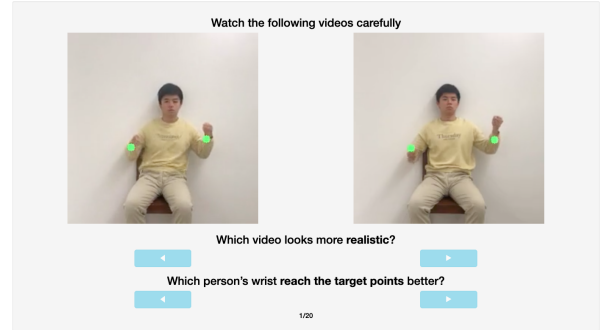 Watch the following videos carefully
Which video looks more realistic?
Which person's wrist reach the target points better?
1/20